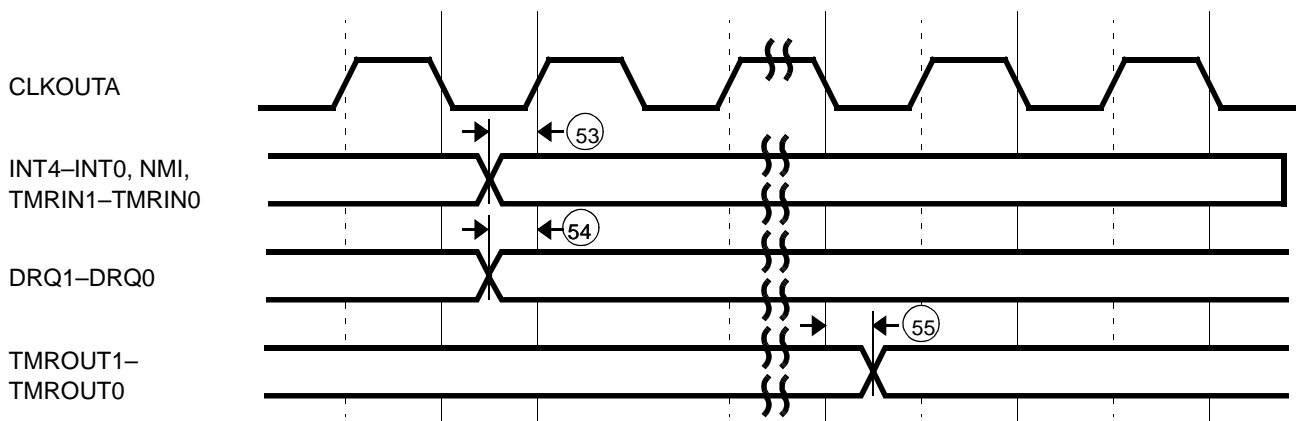 CLKOUTA
53
INT4–INT0, NMI,
TMRIN1–TMRIN0
54
DRQ1–DRQ0
55
TMROUT1–
TMROUT0